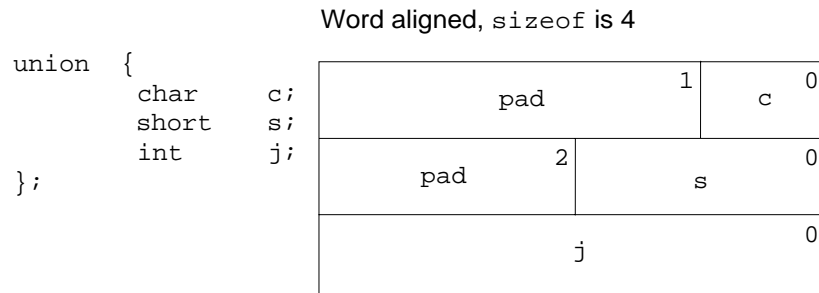 Word aligned, sizeof is 4
union {
char c;
short s;
int j;
};
pad 1 c 0
pad 2 s 0
j 0